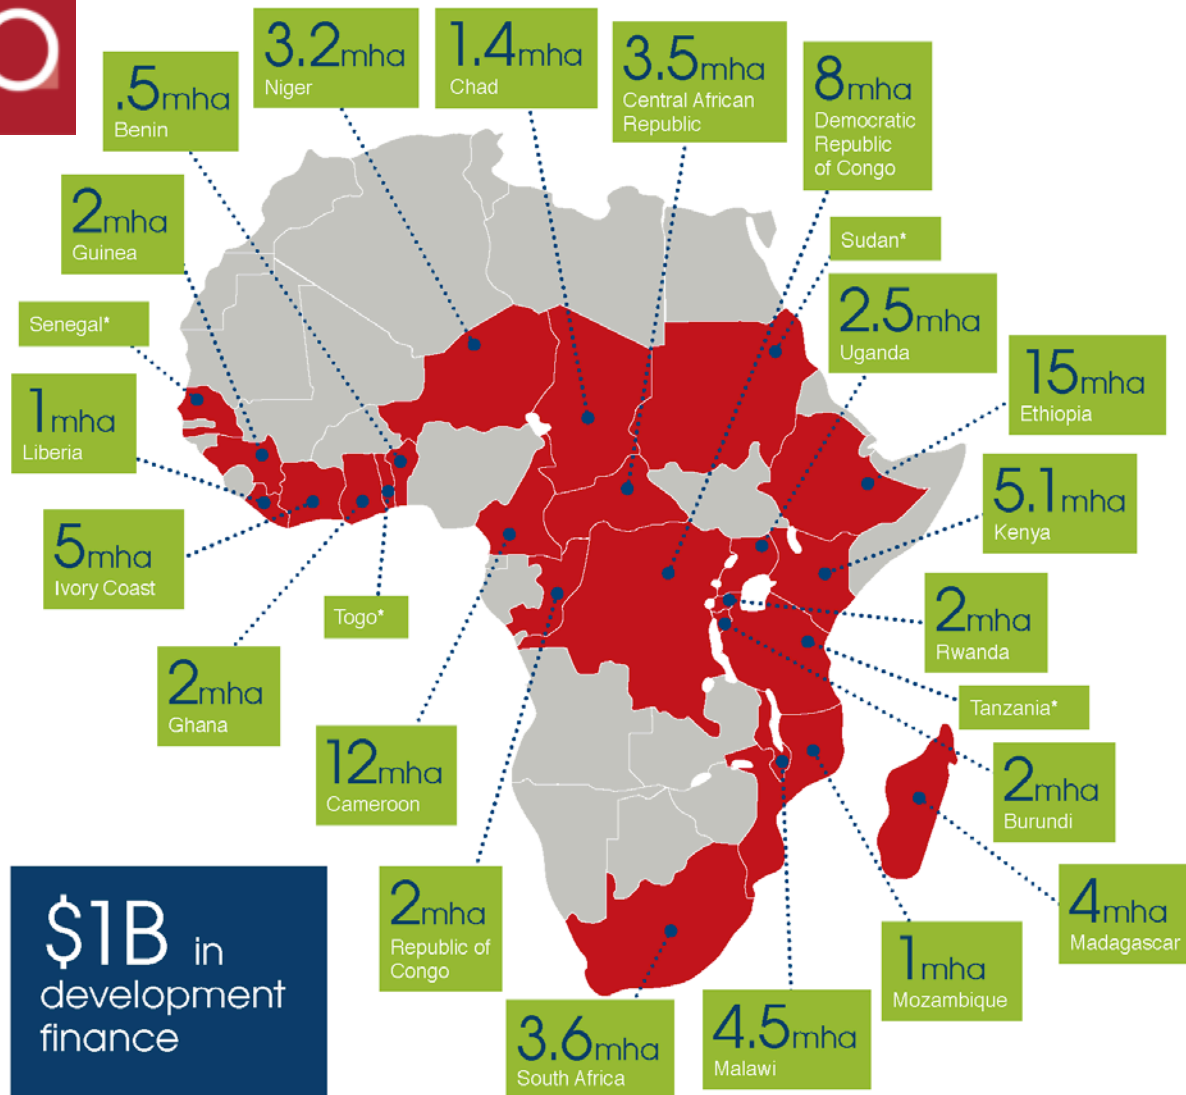 3.2mha
Niger
1.4mha
Chad
3.5mha
Central African
Republic
8mha
Democratic
Republic
of Congo
.5mha
Benin
2mha
Guinea
Sudan*
2.5mha
Uganda
Senegal*
15mha
Ethiopia
1mha
Liberia
5.1mha
Kenya
5mha
Ivory Coast
Togo*
2mha
Rwanda
2mha
Ghana
Tanzania*
12mha
Cameroon
2mha
Burundi
2mha
Republic of
Congo
4mha
Madagascar
1mha
Mozambique
3.6mha
South Africa
4.5mha
Malawi
$1B in
development
finance